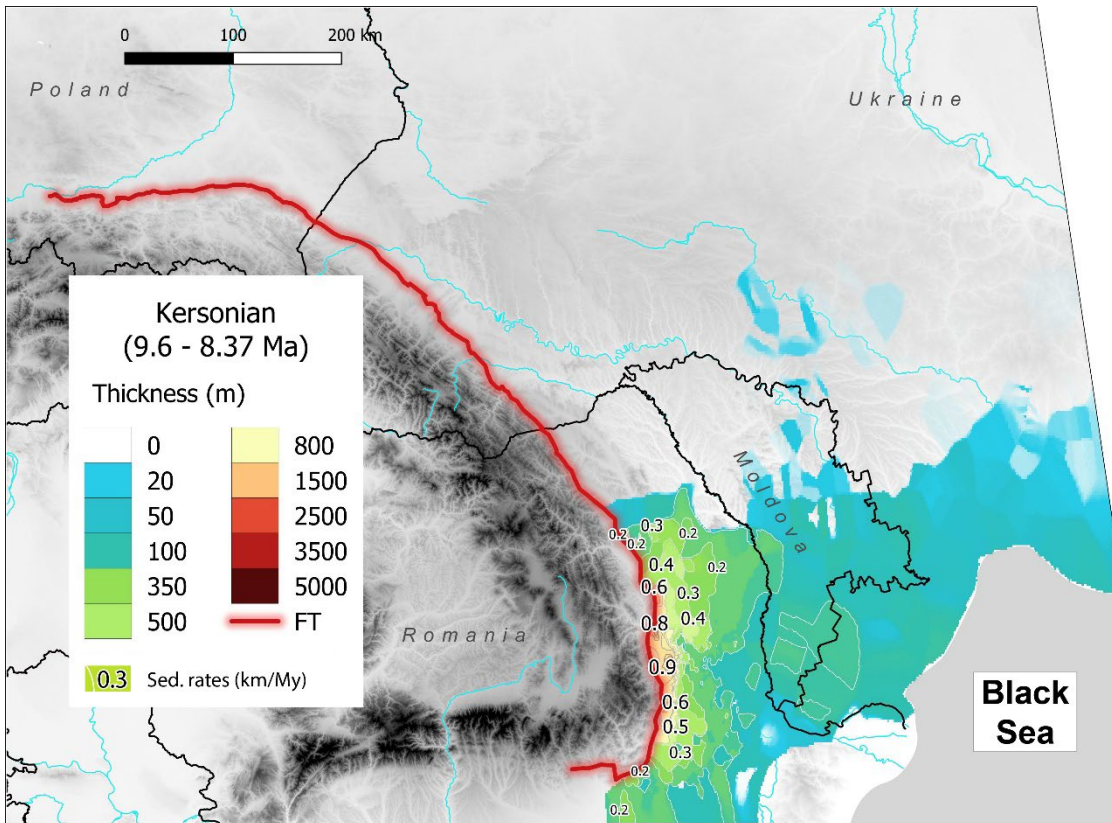 0 100 200 km
Poland
Ukraine
Kersonian
(9.6 - 8.37 Ma)
Thickness (m)
0 800
20 1500
50 2500
100 3500
350 5000
500 FT
0.3 Sed. rates (km/My)
Moldova
Romania
Black
Sea
0.3
0.2
0.2
0.2
0.4
0.2
0.6
0.3
0.8
0.4
0.9
0.6
0.5
0.3
0.2
0.2